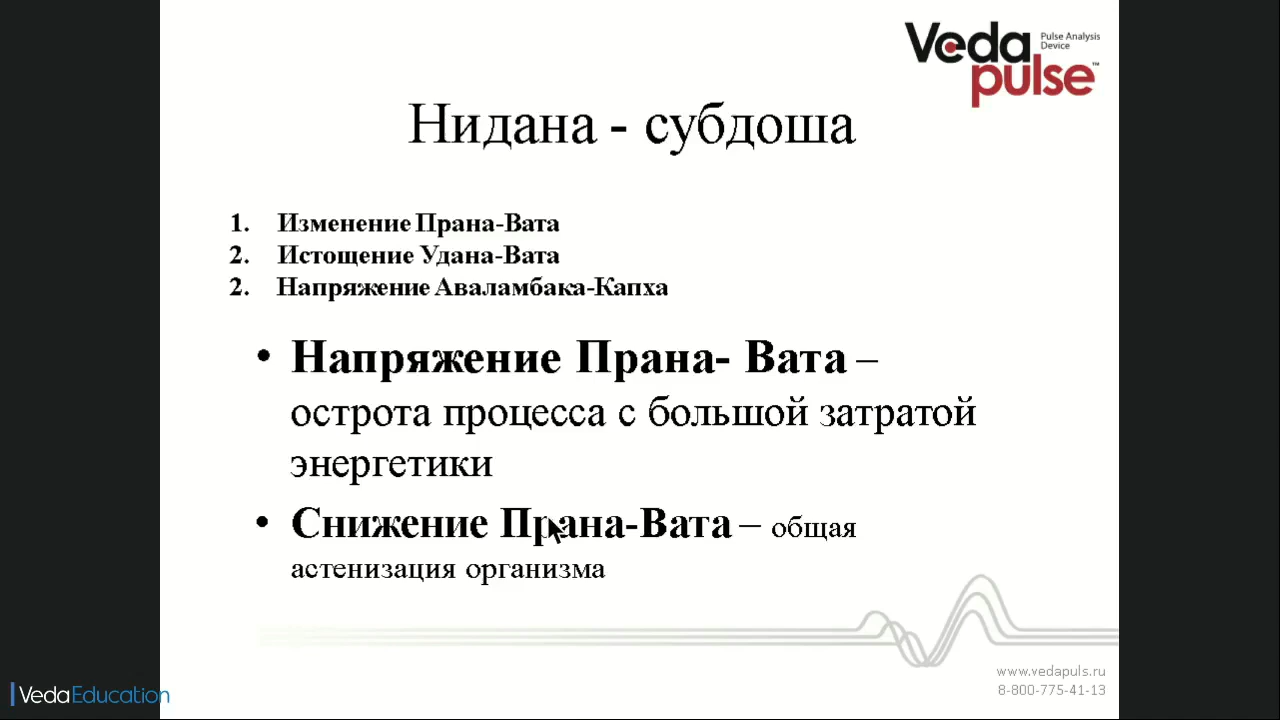 Veda
pulse™
Pulse Analysis
Device
Нидана - субдоша
1. Изменение Прана-Вата
2. Истощение Удана-Вата
2. Напряжение Аваламбака-Капха
• Напряжение Прана- Вата –
острота процесса с большой затратой
энергетики
• Снижение Прана-Вата – общая
астенизация организма
www.vedapuls.ru
8-800-775-41-13
VedaEducation